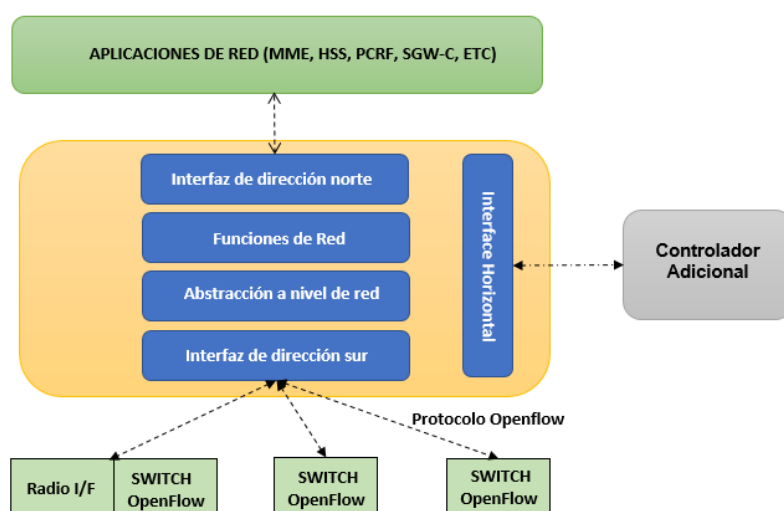 APLICACIONES DE RED (MME, HSS, PCRF, SGW-C, ETC)
Interfaz de dirección norte
Funciones de Red
Abstracción a nivel de red
Interfaz de dirección sur
Interface Horizontal
Controlador
Adicional
Protocolo Openflow
Radio I/F
SWITCH
OpenFlow
SWITCH
OpenFlow
SWITCH
OpenFlow